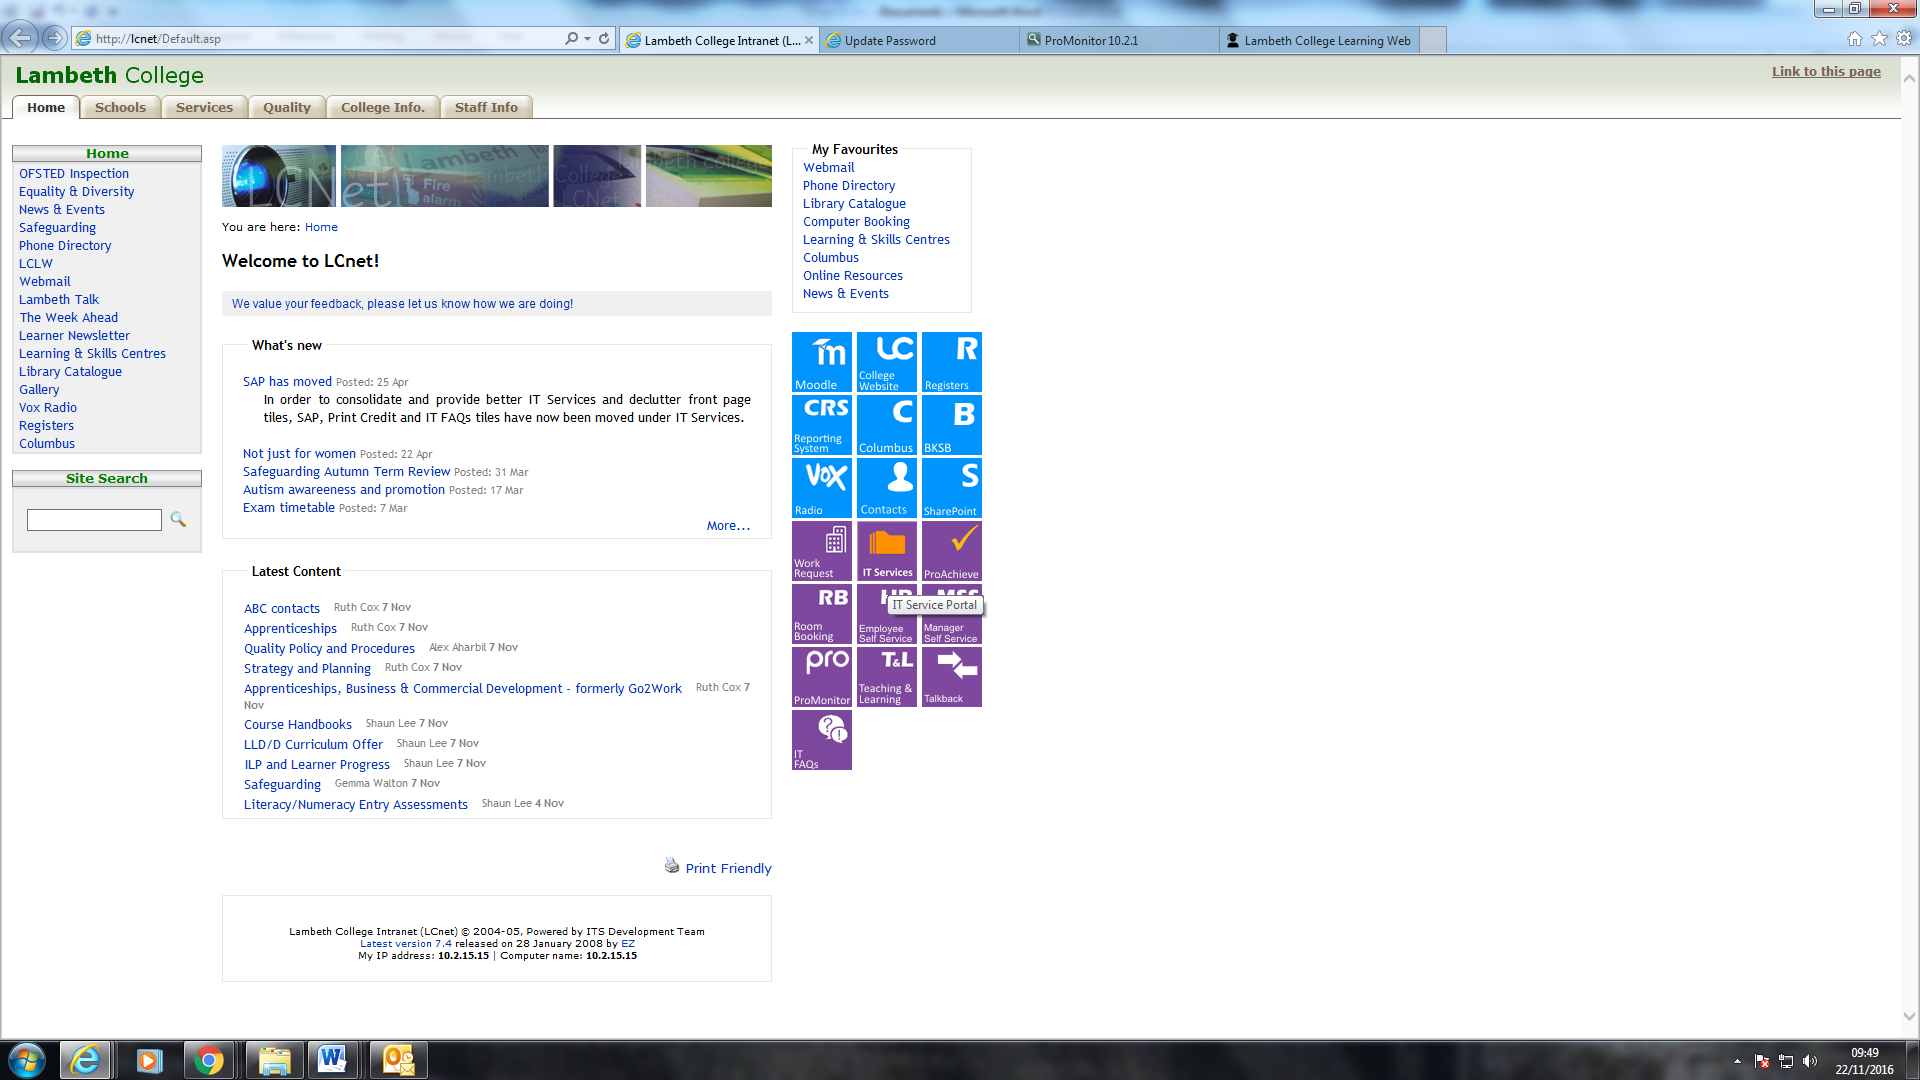 http://lcnet/Default.asp
Lambeth College Intranet (L...
Update Password
ProMonitor 10.2.1
Lambeth College Learning Web
Lambeth College
Link to this page
Home
Schools
Services
Quality
College Info.
Staff Info
Home
OFSTED Inspection
Equality & Diversity
News & Events
Safeguarding
Phone Directory
LCLW
Webmail
Lambeth Talk
The Week Ahead
Learner Newsletter
Learning & Skills Centres
Library Catalogue
Gallery
Vox Radio
Registers
Columbus
Site Search
LCNet
Fire
alarm
Lambeth College
LCNet
lambeth college
You are here: Home
Welcome to LCnet!
We value your feedback, please let us know how we are doing!
What's new
SAP has moved Posted: 25 Apr
In order to consolidate and provide better IT Services and declutter front page
tiles, SAP, Print Credit and IT FAQs tiles have now been moved under IT Services.
Not just for women Posted: 22 Apr
Safeguarding Autumn Term Review Posted: 31 Mar
Autism awareeness and promotion Posted: 17 Mar
Exam timetable Posted: 7 Mar
More...
Latest Content
ABC contacts Ruth Cox 7 Nov
Apprenticeships Ruth Cox 7 Nov
Quality Policy and Procedures Alex Aharbil 7 Nov
Strategy and Planning Ruth Cox 7 Nov
Apprenticeships, Business & Commercial Development - formerly Go2Work Ruth Cox 7
Nov
Course Handbooks Shaun Lee 7 Nov
LLD/D Curriculum Offer Shaun Lee 7 Nov
ILP and Learner Progress Shaun Lee 7 Nov
Safeguarding Gemma Walton 7 Nov
Literacy/Numeracy Entry Assessments Shaun Lee 4 Nov
Print Friendly
Lambeth College Intranet (LCnet) © 2004-05, Powered by ITS Development Team
Latest version 7.4 released on 28 January 2008 by EZ
My IP address: 10.2.15.15 | Computer name: 10.2.15.15
My Favourites
Webmail
Phone Directory
Library Catalogue
Computer Booking
Learning & Skills Centres
Columbus
Online Resources
News & Events
m
Moodle
LC
College
Website
R
Registers
CRS
Reporting
System
C
Columbus
B
BKSB
VOX
Radio
Contacts
S
SharePoint
Work
Request
IT Services
ProAchieve
IT Service Portal
RB
Room
Booking
Employee
Self Service
Manager
Self Service
pro
ProMonitor
T&L
Teaching &
Learning
Talkback
IT
FAQs
09:49
22/11/2016